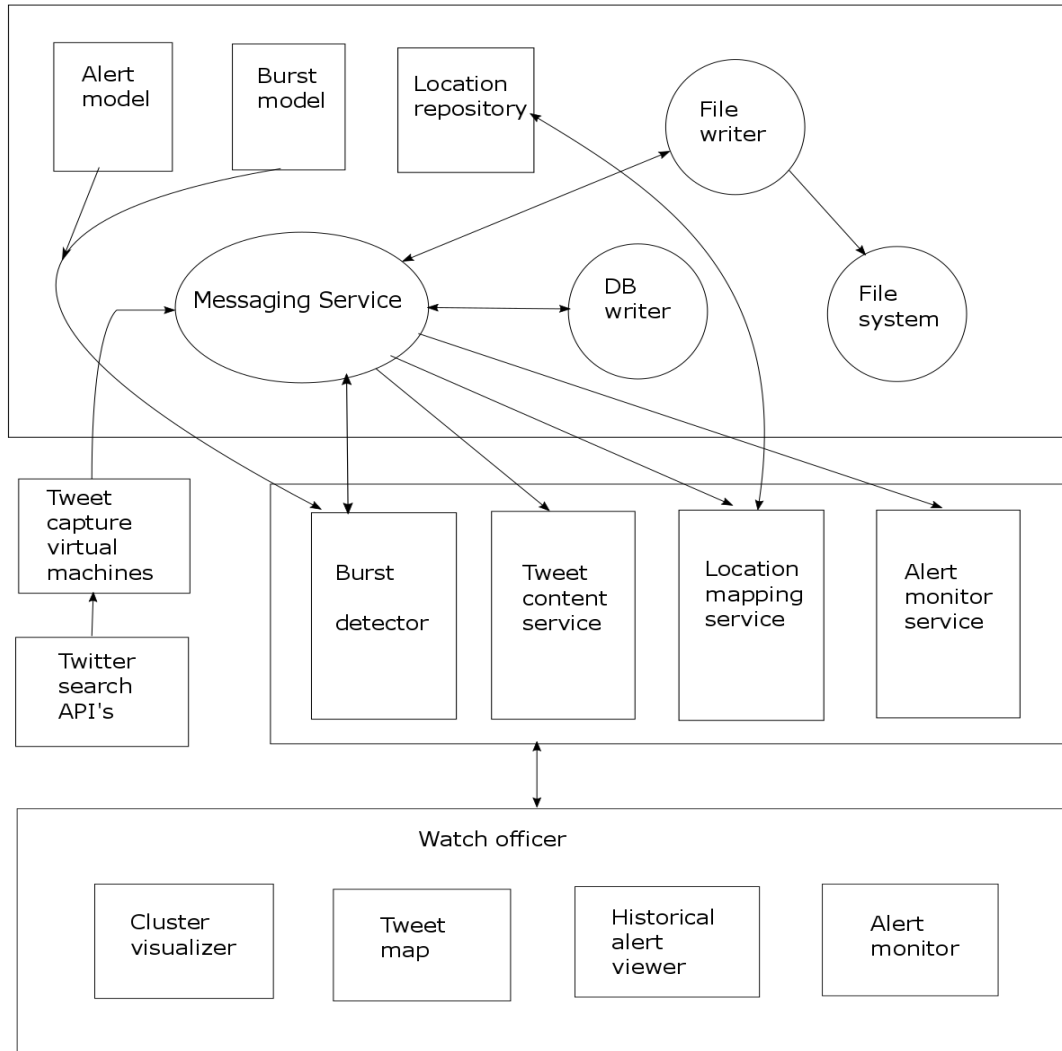 Alert
model
Burst
model
Location
repository
File
writer
Messaging Service
DB
writer
File
system
Tweet
capture
virtual
machines
Twitter
search
API's
Burst
detector
Tweet
content
service
Location
mapping
service
Alert
monitor
service
Watch officer
Cluster
visualizer
Tweet
map
Historical
alert
viewer
Alert
monitor